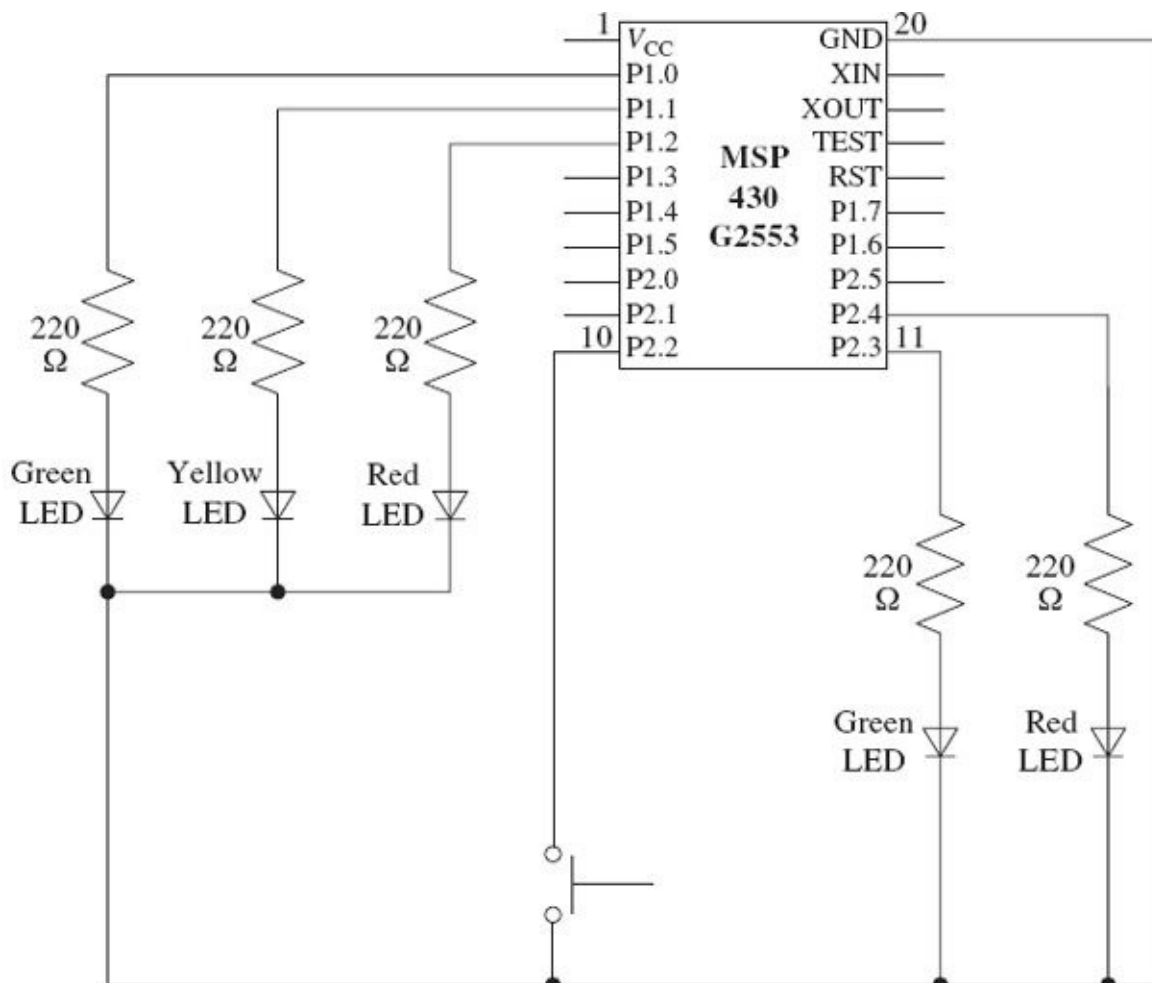 1
20
VCC
GND
P1.0
XIN
P1.1
XOUT
P1.2
TEST
P1.3
RST
P1.4
P1.7
P1.5
P1.6
P2.0
P2.5
P2.1
P2.4
10
P2.2
P2.3
11
MSP
430
G2553
220
Ω
220
Ω
220
Ω
Green
LED
Yellow
LED
Red
LED
220
Ω
220
Ω
Green
LED
Red
LED